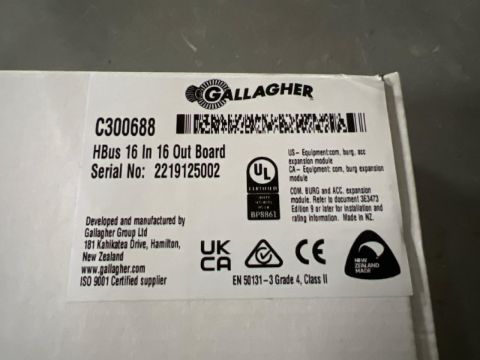 GALLAGHER
C300688
HBus 16 In 16 Out Board
Serial No: 2219125002
US- Equipment:com, burg, acc
expansion module
CA- Equipment: com, burg expansion
module
COM, BURG and ACC. expansion
module. Refer to document 3E3473
Edition 9 or later for installation and
rating information. Made in NZ.
UL
CERTIFIED
BP8861
Developed and manufactured by
Gallagher Group Ltd
181 Kahikatea Drive, Hamilton,
New Zealand
www.gallagher.com
ISO 9001 Certified supplier
UK
CA
CE
EN 50131-3 Grade 4, Class II
NEW
ZEALAND
MADE